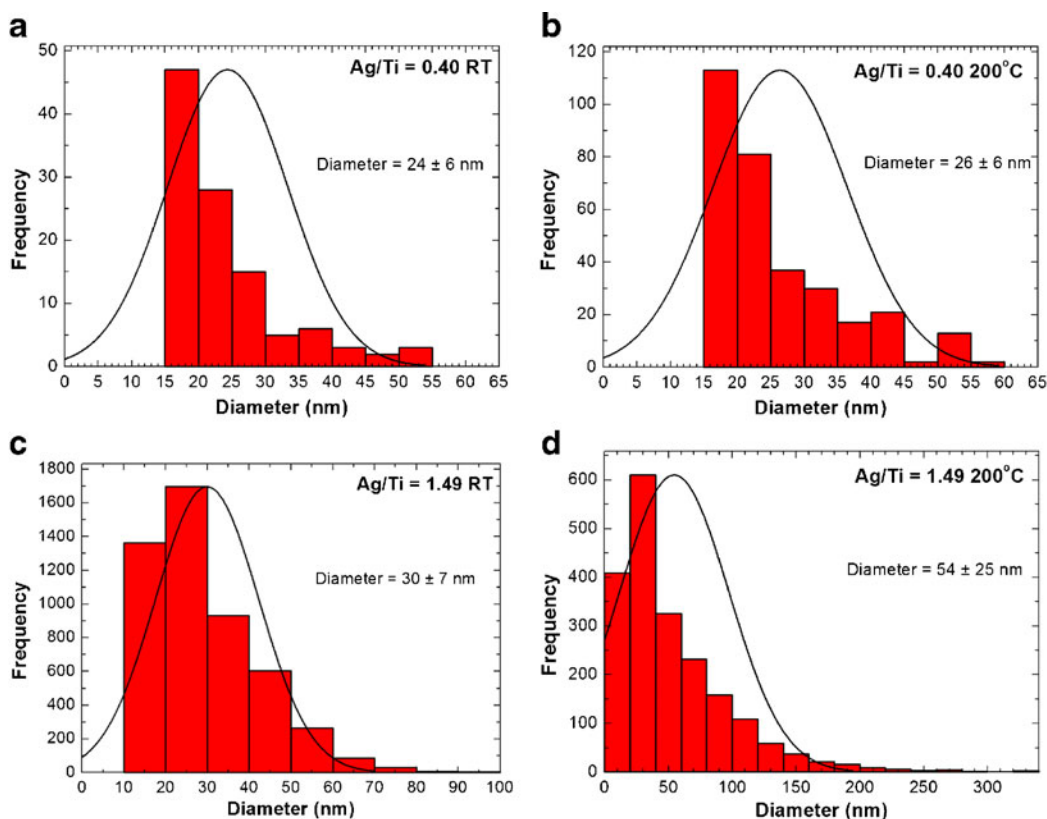 a
Ag/Ti = 0.40 RT
Diameter = 24 ± 6 nm
Frequency
50
40
30
20
10
0
0 5 10 15 20 25 30 35 40 45 50 55 60 65
Diameter (nm)
b
Ag/Ti = 0.40 200°C
Diameter = 26 ± 6 nm
Frequency
120
100
80
60
40
20
0
0 5 10 15 20 25 30 35 40 45 50 55 60 65
Diameter (nm)
c
Ag/Ti = 1.49 RT
Diameter = 30 ± 7 nm
Frequency
1800
1600
1400
1200
1000
800
600
400
200
0
0 10 20 30 40 50 60 70 80 90 100
Diameter (nm)
d
Ag/Ti = 1.49 200°C
Diameter = 54 ± 25 nm
Frequency
600
500
400
300
200
100
0
0 50 100 150 200 250 300
Diameter (nm)